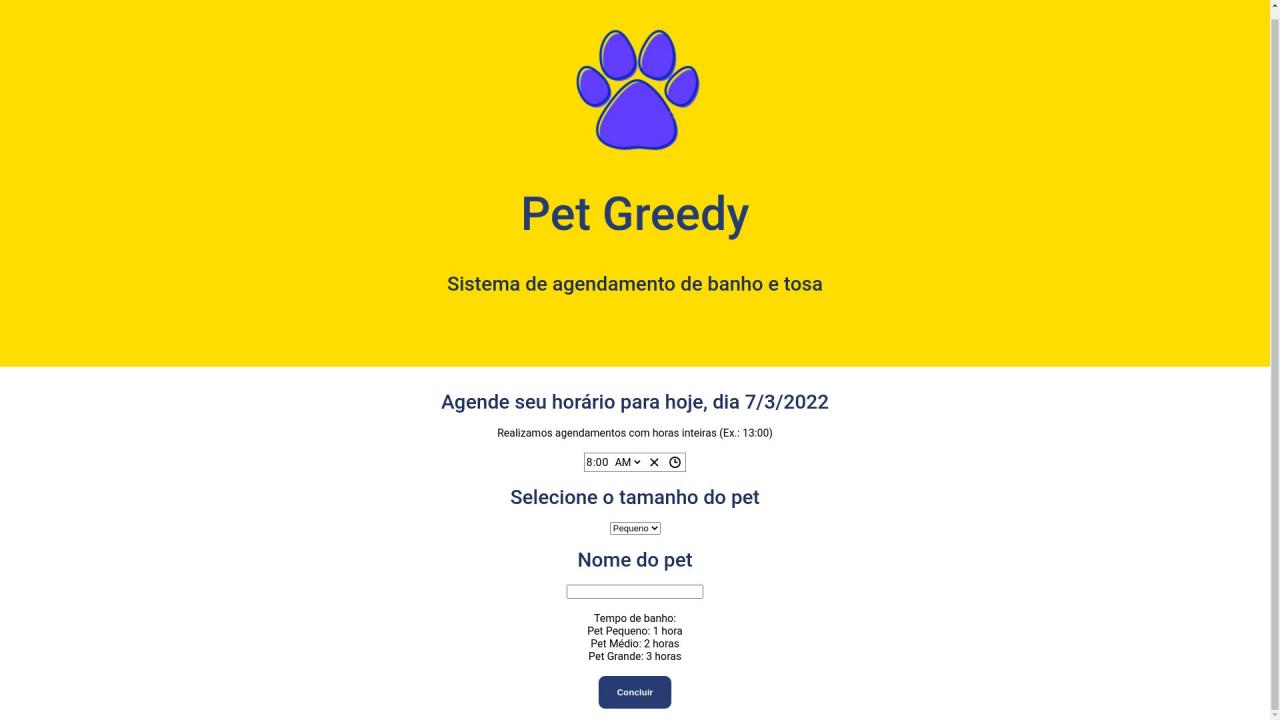 Pet Greedy
Sistema de agendamento de banho e tosa
Agende seu horário para hoje, dia 7/3/2022
Realizamos agendamentos com horas inteiras (Ex.: 13:00)
8:00 AM
Selecione o tamanho do pet
Pequeno
Nome do pet
Tempo de banho:
Pet Pequeno: 1 hora
Pet Médio: 2 horas
Pet Grande: 3 horas
Concluir